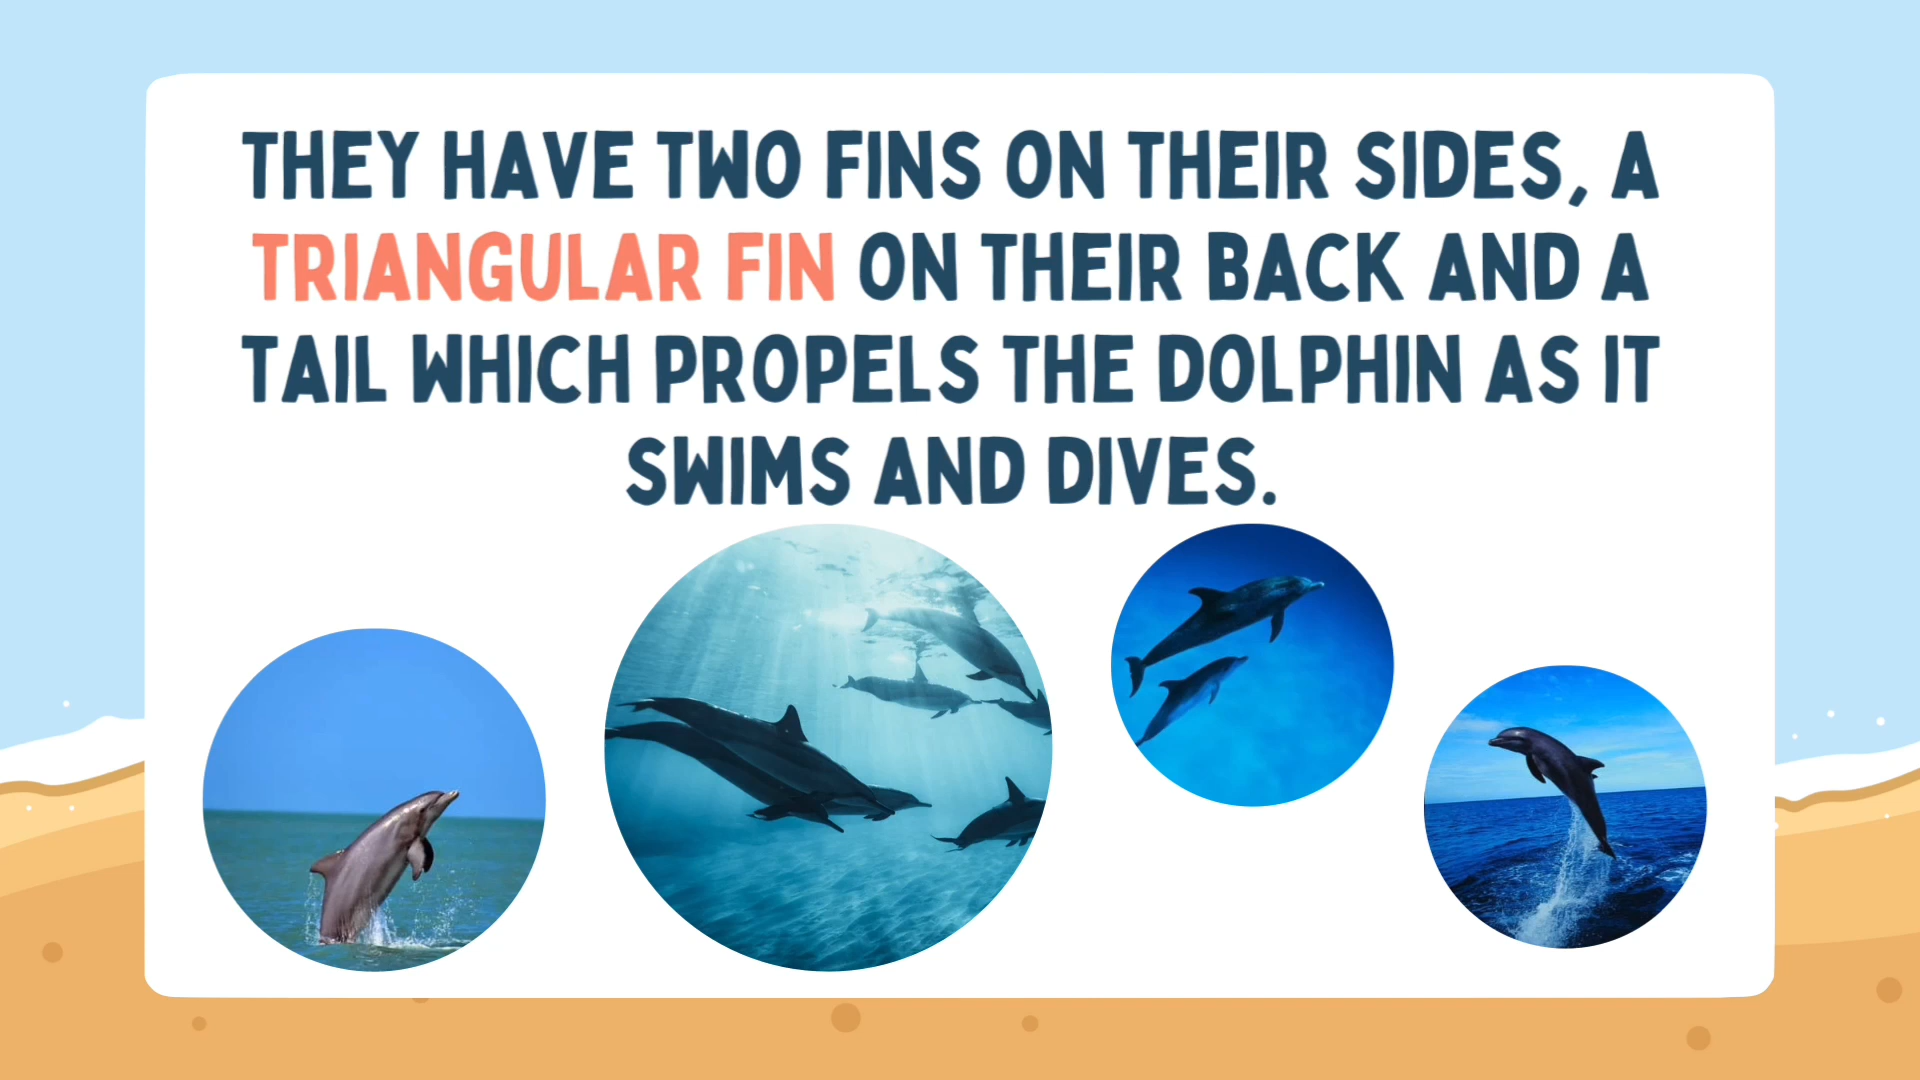 THEY HAVE TWO FINS ON THEIR SIDES, A
TRIANGULAR FIN ON THEIR BACK AND A
TAIL WHICH PROPELS THE DOLPHIN AS IT
SWIMS AND DIVES.